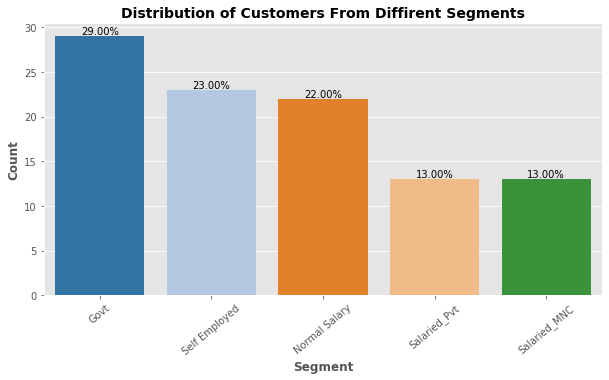 Distribution of Customers From Diffirent Segments
30
25
20
15
10
5
0
Count
29.00%
23.00%
22.00%
13.00%
13.00%
Govt
Self Employed
Normal Salary
Salaried_Pvt
Salaried_MNC
Segment